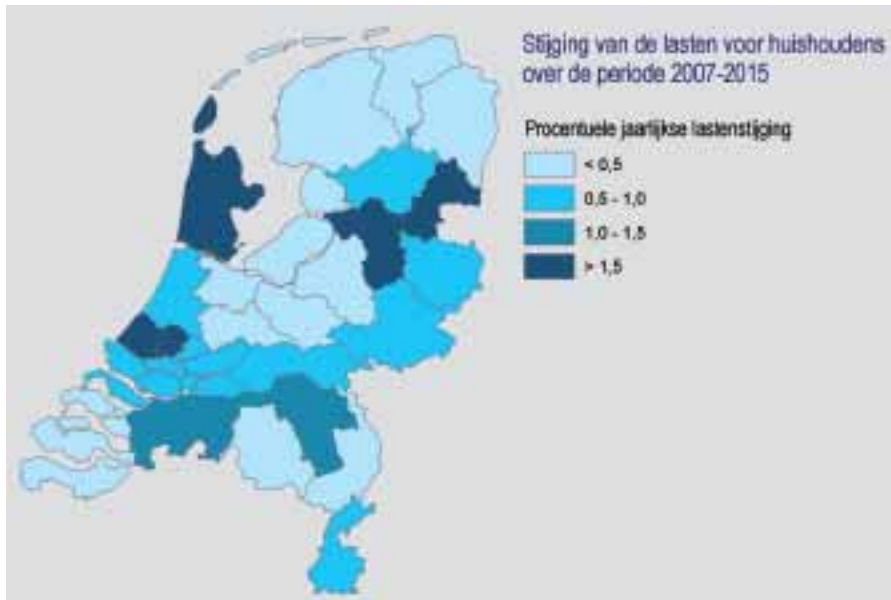 Stijging van de lasten voor huishoudens
over de periode 2007-2015
Procentuele jaarlijkse lastenstijging
< 0,5
0,5 - 1,0
1,0 - 1,5
> 1,5